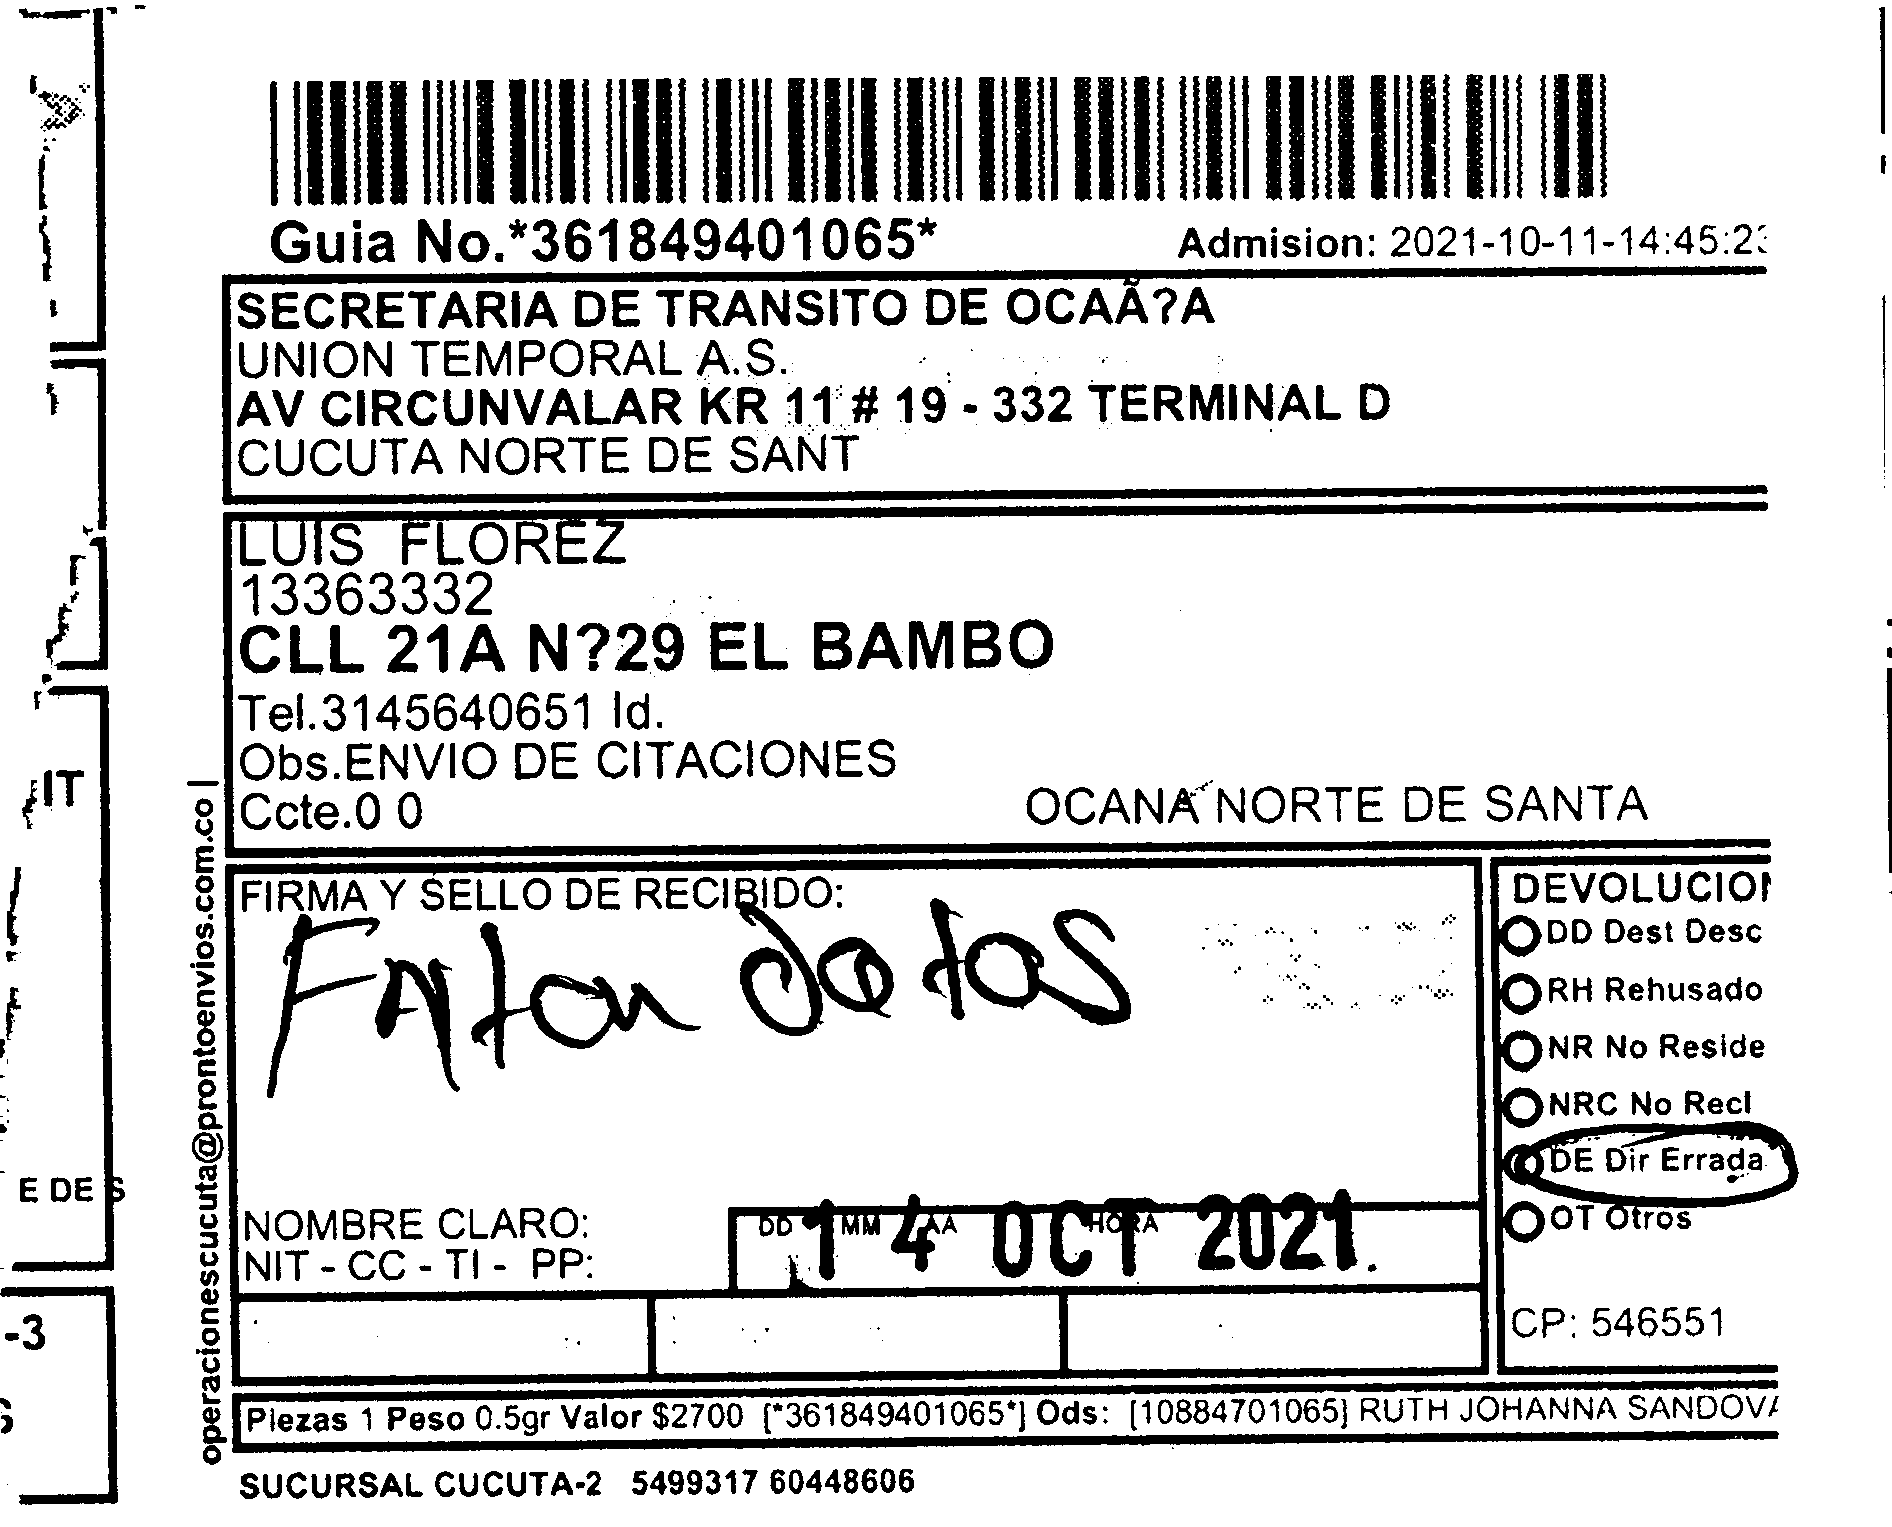 Guia No.*361849401065*
Admision: 2021-10-11-14:45:23
SECRETARIA DE TRANSITO DE OCAÃ?A
UNION TEMPORAL A.S.
AV CIRCUNVALAR KR 11 # 19 - 332 TERMINAL D
CUCUTA NORTE DE SANT
LUIS FLOREZ
13363332
CLL 21A N?29 EL BAMBO
Tel.3145640651 Id.
Obs.ENVIO DE CITACIONES
Ccte.0 0
OCANA NORTE DE SANTA
FIRMA Y SELLO DE RECIBIDO:
Faltan datos
NOMBRE CLARO:
NIT - CC - TI - PP:
DD MM AA HORA
14 OCT 2021
DEVOLUCION
DD Dest Desc
RH Rehusado
NR No Reside
NRC No Recl
DE Dir Errada
OT Otros
CP: 546551
Piezas 1 Peso 0.5gr Valor $2700 [*361849401065*] Ods: [10884701065] RUTH JOHANNA SANDOVA
SUCURSAL CUCUTA-2 5499317 60448606
operacionescucuta@prontoenvios.com.co |
IT
E DE S
-3